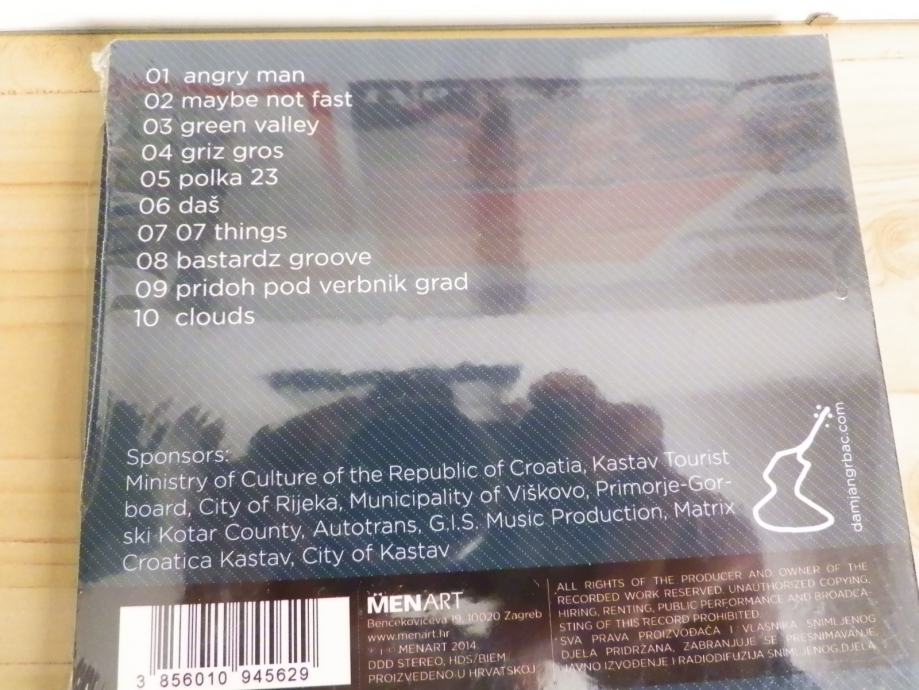 01 angry man
02 maybe not fast
03 green valley
04 griz gros
05 polka 23
06 daš
07 07 things
08 bastardz groove
09 pridoh pod verbnik grad
10 clouds
Sponsors:
Ministry of Culture of the Republic of Croatia, Kastav Tourist
board, City of Rijeka, Municipality of Viškovo, Primorje-Gor-
ski Kotar County, Autotrans, G.I.S. Music Production, Matrix
Croatica Kastav, City of Kastav
damjangrbac.com
3 856010 945629
MENART
Bencekovićeva 19, 10020 Zagreb
www.menart.hr
MENART 2014.
DDD STEREO, HDS/BIEM
PROIZVEDENO U HRVATSKOJ
ALL RIGHTS OF THE PRODUCER AND OWNER OF THE
RECORDED WORK RESERVED. UNAUTHORIZED COPYING,
HIRING, RENTING, PUBLIC PERFORMANCE AND BROADCA-
STING OF THIS RECORD PROHIBITED.
SVA PRAVA PROIZVOĐAČA I VLASNIKA SNIMLJENOG
DJELA PRIDRŽANA, ZABRANJUJE SE PRESNIMAVANJE,
JAVNO IZVOĐENJE I RADIODIFUZIJA SNIMLJENOG DJELA